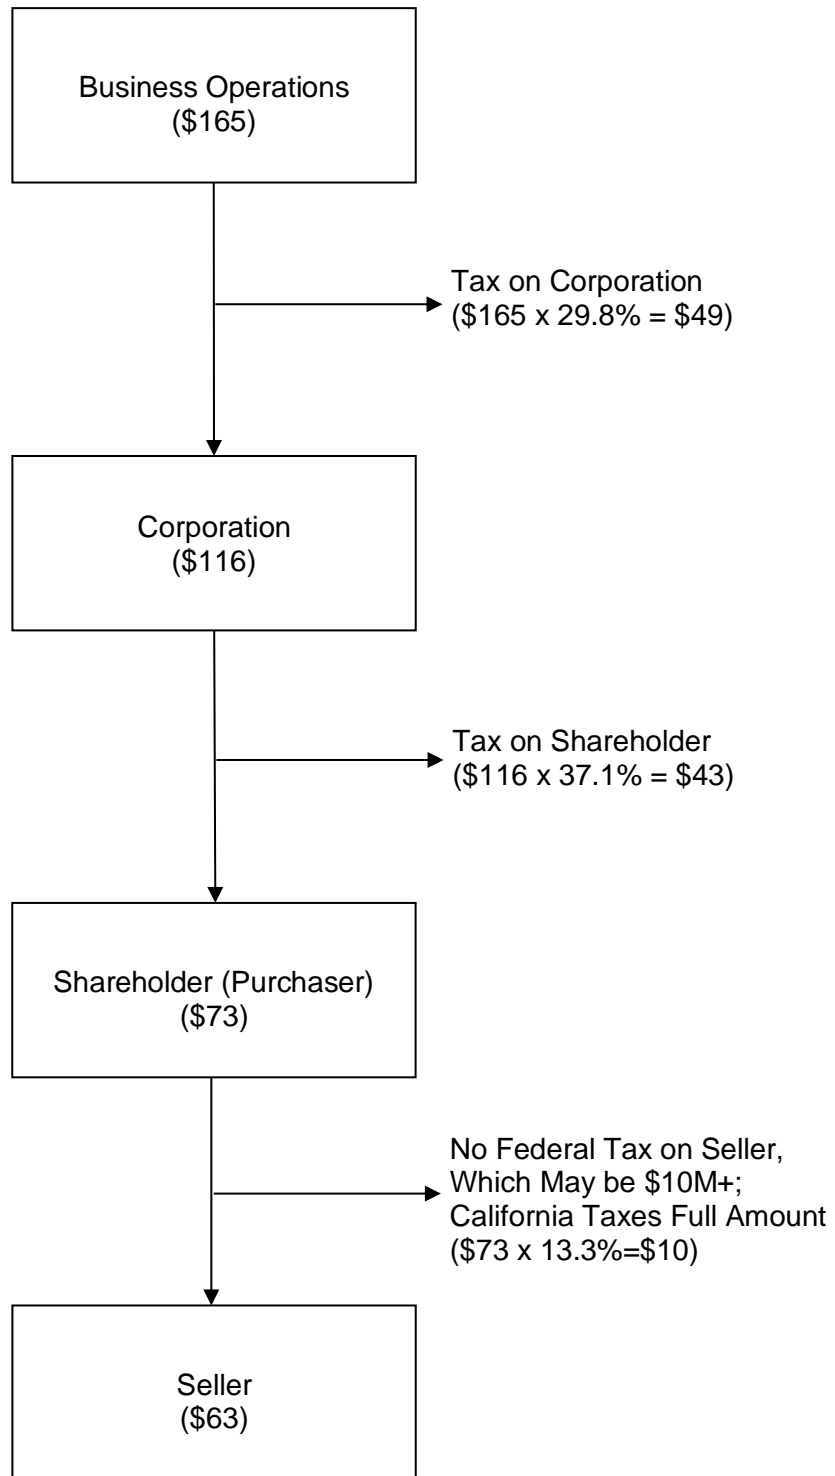 Business Operations
($165)
Tax on Corporation
($165 x 29.8% = $49)
Corporation
($116)
Tax on Shareholder
($116 x 37.1% = $43)
Shareholder (Purchaser)
($73)
No Federal Tax on Seller,
Which May be $10M+;
California Taxes Full Amount
($73 x 13.3%=$10)
Seller
($63)